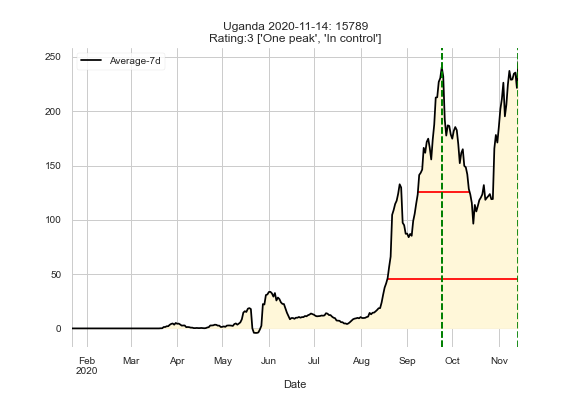 Uganda 2020-11-14: 15789
Rating:3 ['One peak', 'In control']
Average-7d
250
200
150
100
50
0
Feb Mar Apr May Jun Jul Aug Sep Oct Nov
2020
Date